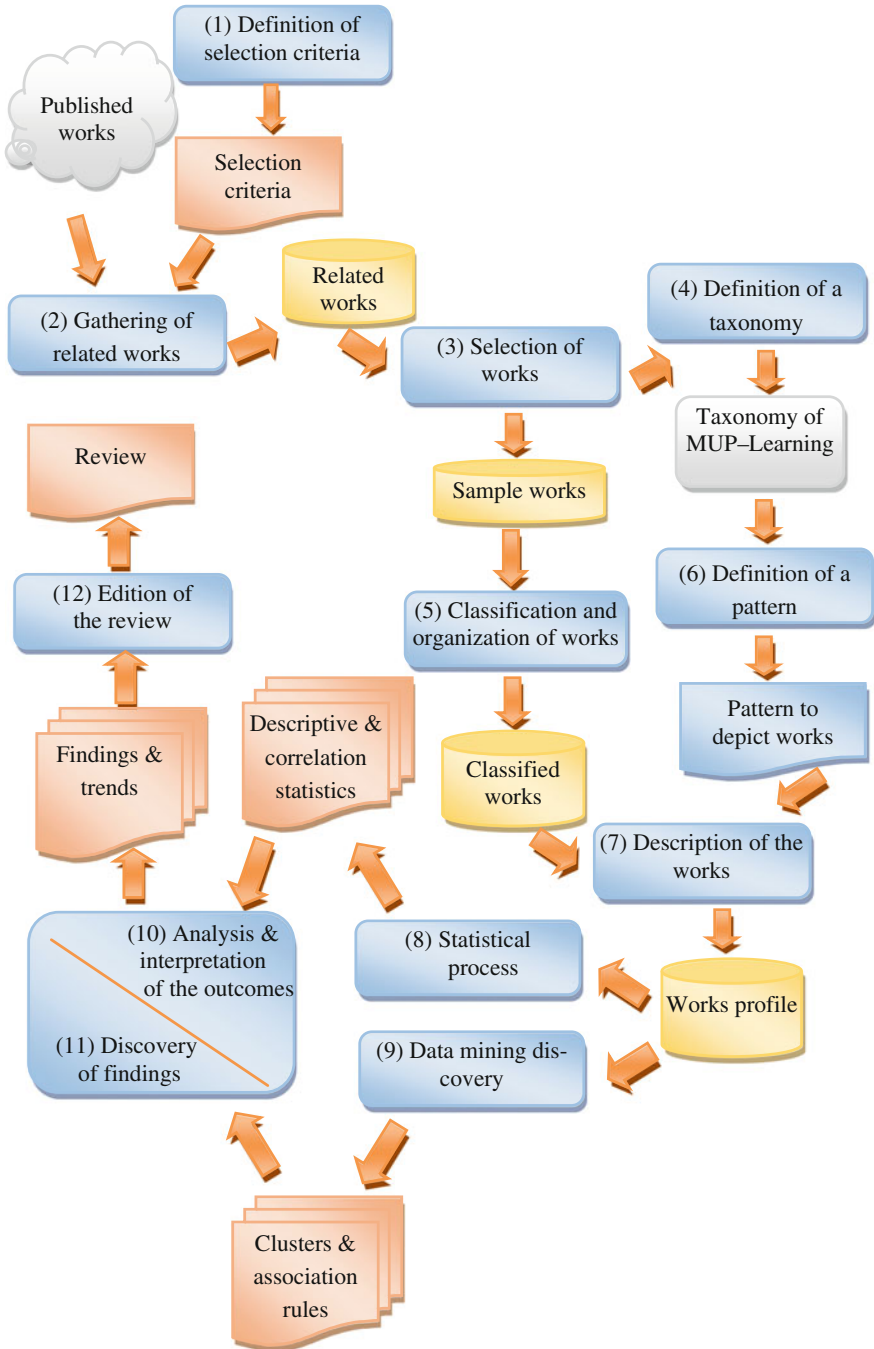 (1) Definition of
selection criteria
Published
works
Selection
criteria
(2) Gathering of
related works
Related
works
(3) Selection of
works
(4) Definition of a
taxonomy
Taxonomy of
MUP–Learning
Sample works
(5) Classification and
organization of works
(6) Definition of a
pattern
Pattern to
depict works
Classified
works
(7) Description of the
works
Works profile
(8) Statistical
process
(9) Data mining dis-
covery
Descriptive &
correlation
statistics
Clusters &
association
rules
(10) Analysis &
interpretation
of the outcomes
(11) Discovery
of findings
Findings &
trends
(12) Edition of
the review
Review